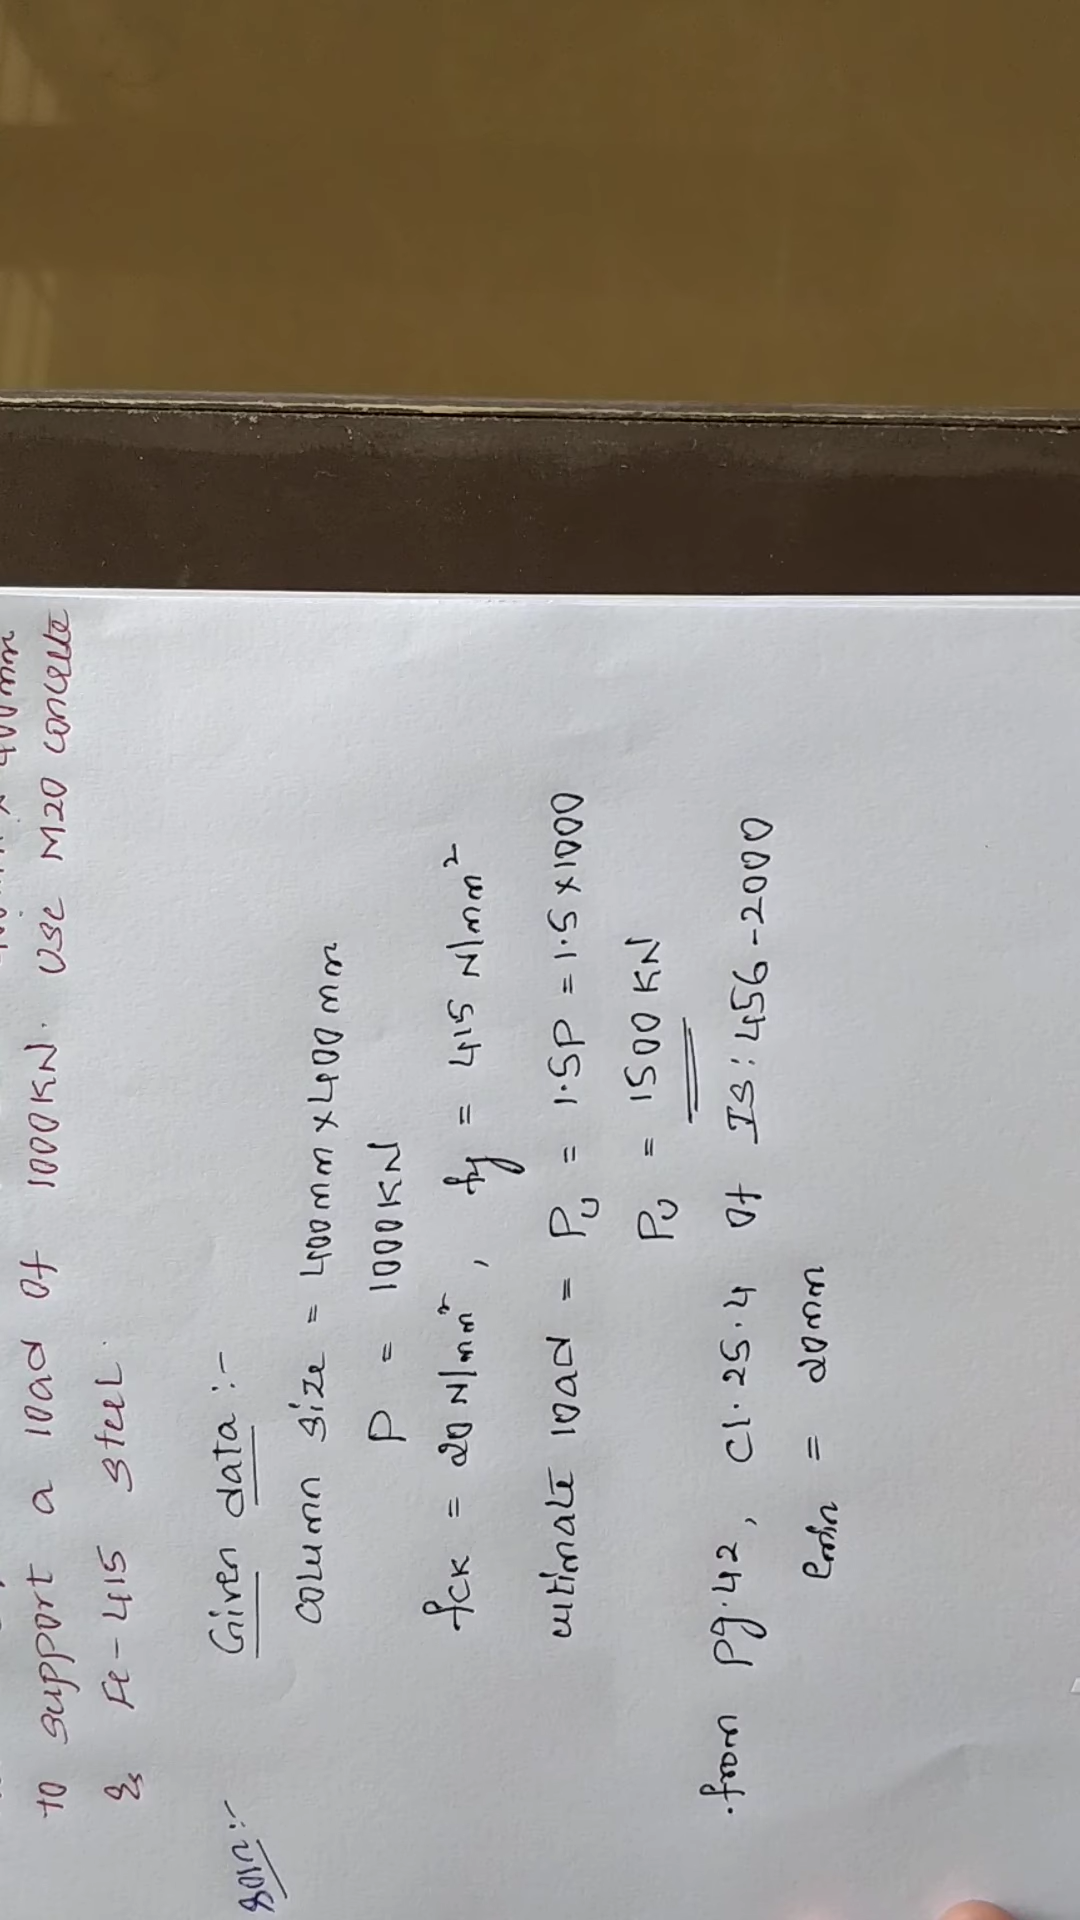 400mm
to support a load of 1000KN. Use M20 concrete
& Fe-415 steel.
Soln:-
Given data:-
column size = 400mm x 400mm
P = 1000KN
fck = 20 N/mm², fy = 415 N/mm²
ultimate load = Pu = 1.5P = 1.5 x 1000
Pu = 1500 KN
from Pg.42, Cl.25.4 of IS:456-2000
emin = 20mm